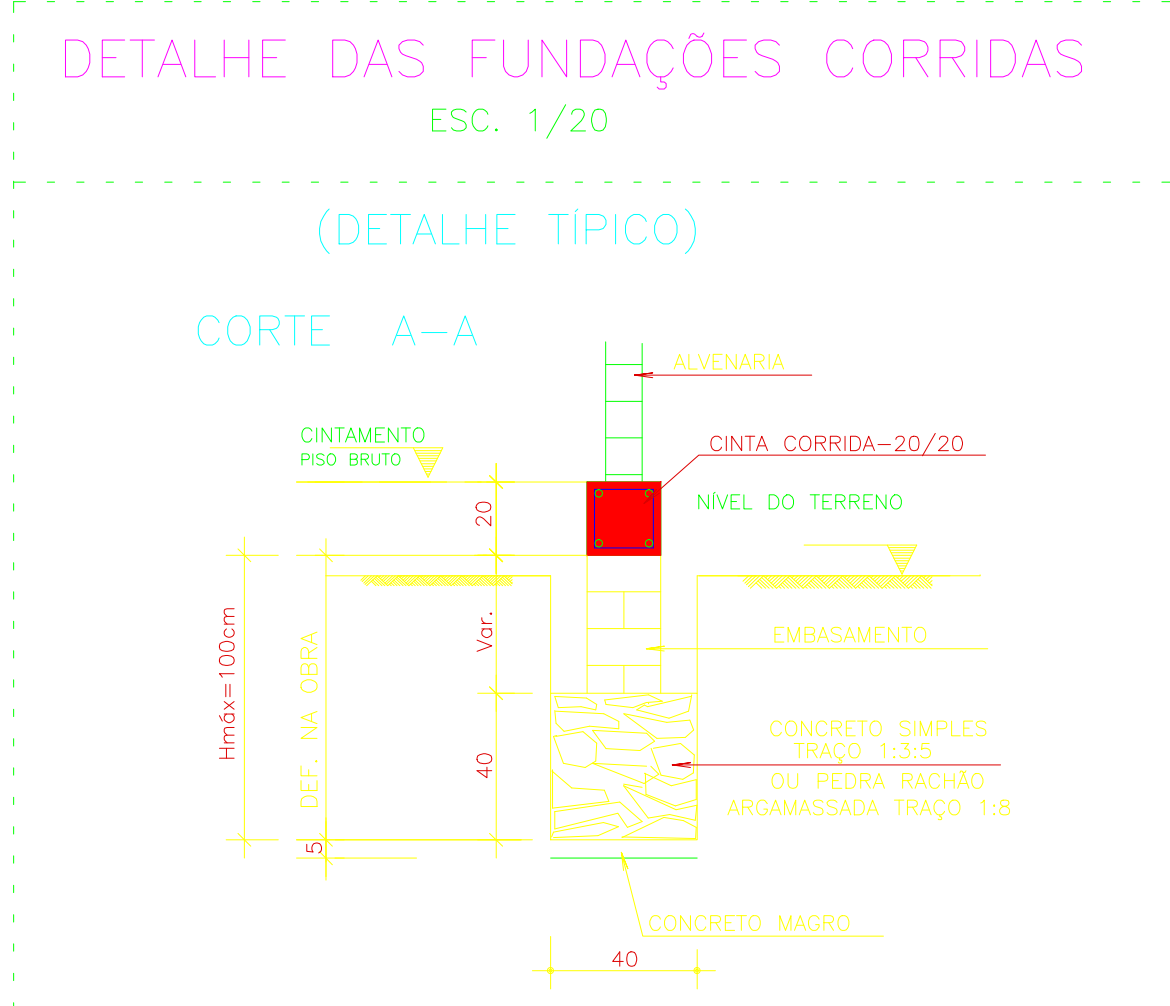 DETALHE DAS FUNDAÇÕES CORRIDAS
ESC. 1/20
(DETALHE TÍPICO)
CORTE A-A
ALVENARIA
CINTAMENTO
PISO BRUTO
CINTA CORRIDA-20/20
NÍVEL DO TERRENO
20
Hmáx=100cm
DEF. NA OBRA
Var.
EMBASAMENTO
40
CONCRETO SIMPLES
TRAÇO 1:3:5
OU PEDRA RACHÃO
ARGAMASSADA TRAÇO 1:8
5
CONCRETO MAGRO
40